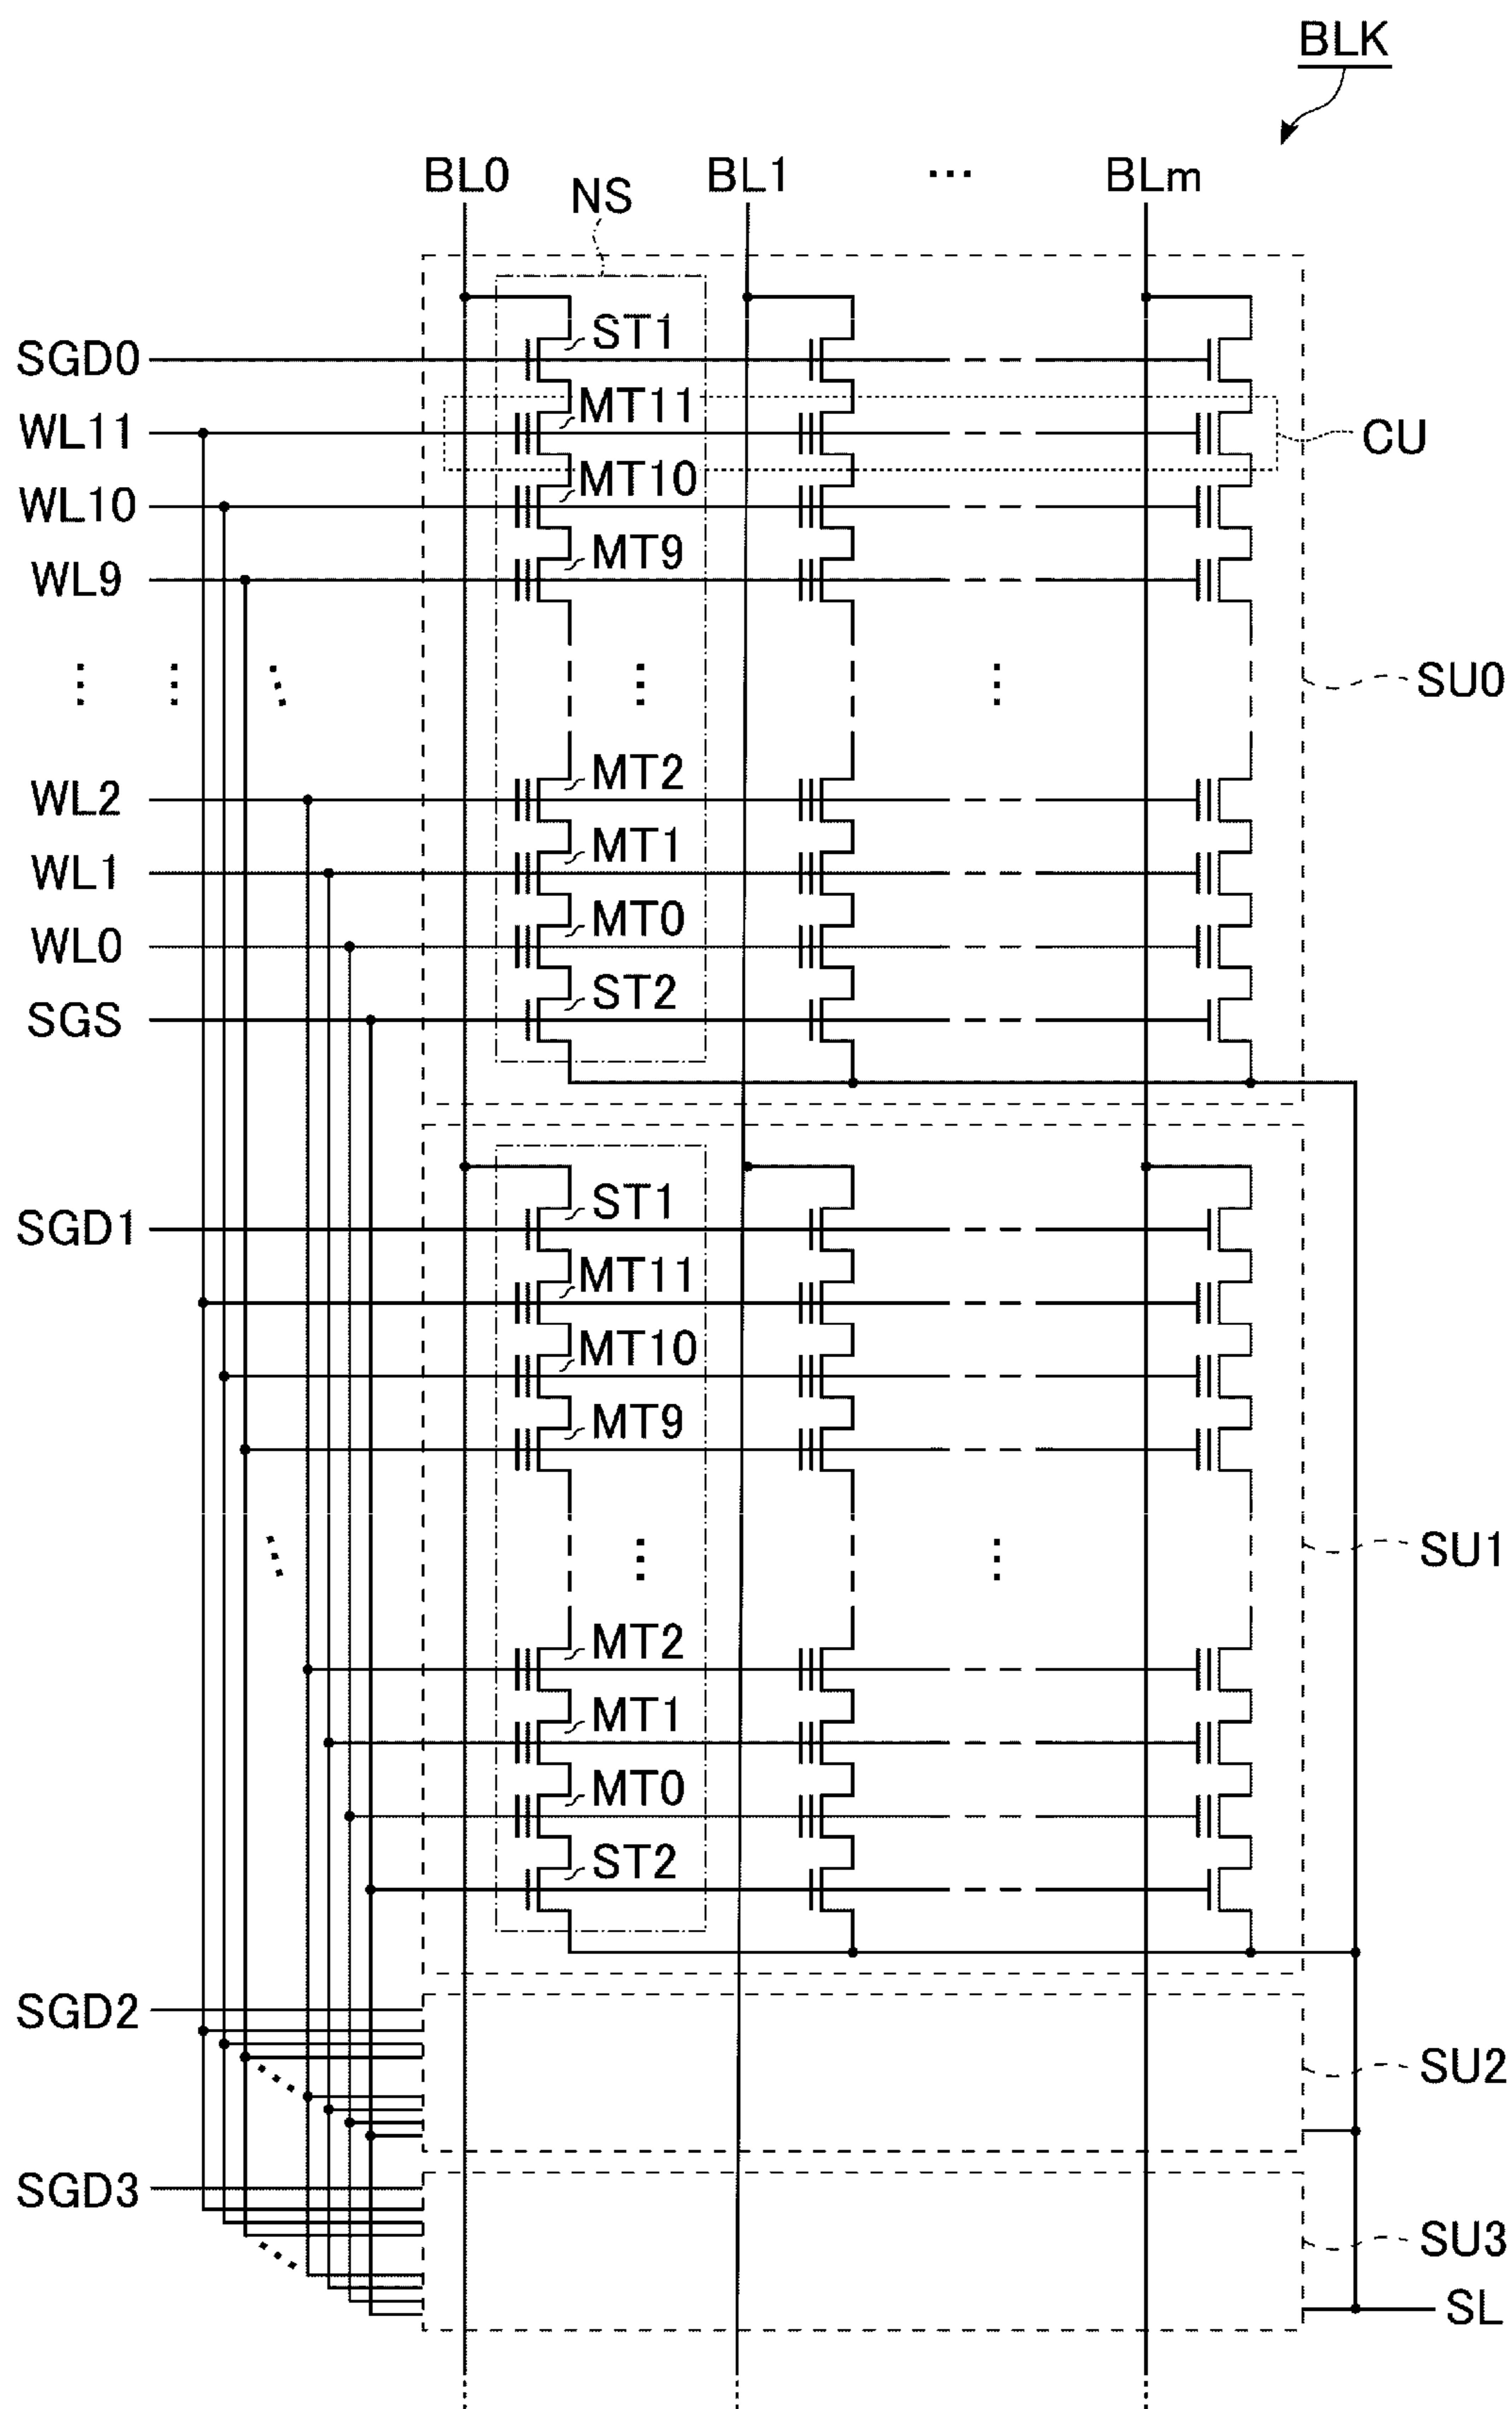 BLK
BL0 NS BL1 ... BLm
SGD0 ST1
WL11 MT11 CU
WL10 MT10
WL9 MT9
SU0
WL2 MT2
WL1 MT1
WL0 MT0
SGS ST2
SGD1 ST1
MT11
MT10
MT9
SU1
MT2
MT1
MT0
ST2
SGD2
SU2
SGD3
SU3
SL